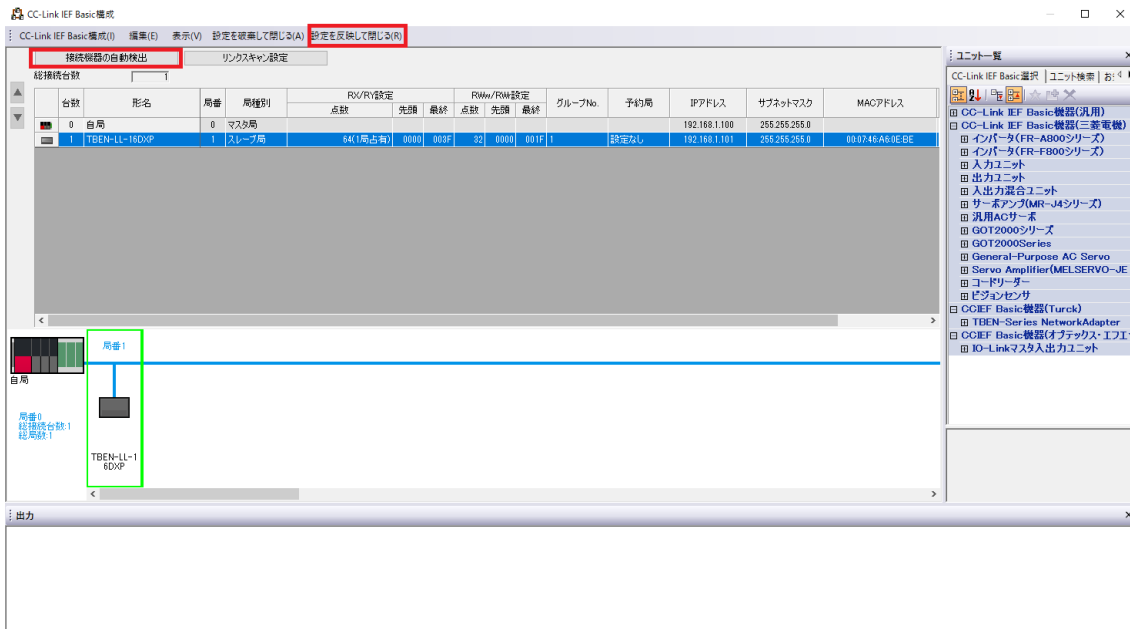 CC-Link IEF Basic構成
CC-Link IEF Basic構成(I) 編集(E) 表示(V) 設定を破棄して閉じる(A) 設定を反映して閉じる(R)
接続機器の自動検出 リンクスキャン設定
総接続台数 1
台数 形名 局番 局種別 RX/RY設定 RWw/RWr設定 グループNo. 予約局 IPアドレス サブネットマスク MACアドレス
点数 先頭 最終 点数 先頭 最終
0 自局 0 マスタ局 192.168.1.100 255.255.255.0
1 TBEN-LL-16DXP 1 スレーブ局 64(1局占有) 0000 003F 32 0000 001F 1 設定なし 192.168.1.101 255.255.255.0 00:07:46:A6:0E:BE
局番1
自局
局番0
総接続台数:1
総局数:1
TBEN-LL-1
6DXP
出力
ユニット一覧
CC-Link IEF Basic選択 ユニット検索 お
CC-Link IEF Basic機器(汎用)
CC-Link IEF Basic機器(三菱電機)
インバータ(FR-A800シリーズ)
インバータ(FR-F800シリーズ)
入力ユニット
出力ユニット
入出力混合ユニット
サーボアンプ(MR-J4シリーズ)
汎用ACサーボ
GOT2000シリーズ
GOT2000Series
General-Purpose AC Servo
Servo Amplifier(MELSERVO-JE
コードリーダー
ビジョンセンサ
CCIEF Basic機器(Turck)
TBEN-Series NetworkAdapter
CCIEF Basic機器(オプテックス・エフエ
IO-Linkマスタ入出力ユニット